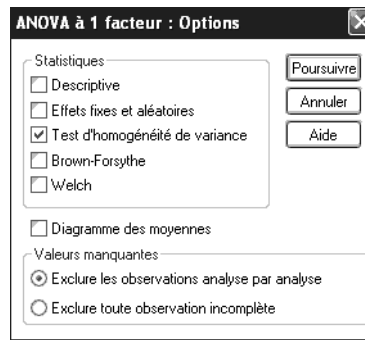 ANOVA à 1 facteur : Options
Statistiques
Descriptive
Effets fixes et aléatoires
Test d'homogénéité de variance
Brown-Forsythe
Welch
Poursuivre
Annuler
Aide
Diagramme des moyennes
Valeurs manquantes
Exclure les observations analyse par analyse
Exclure toute observation incomplète